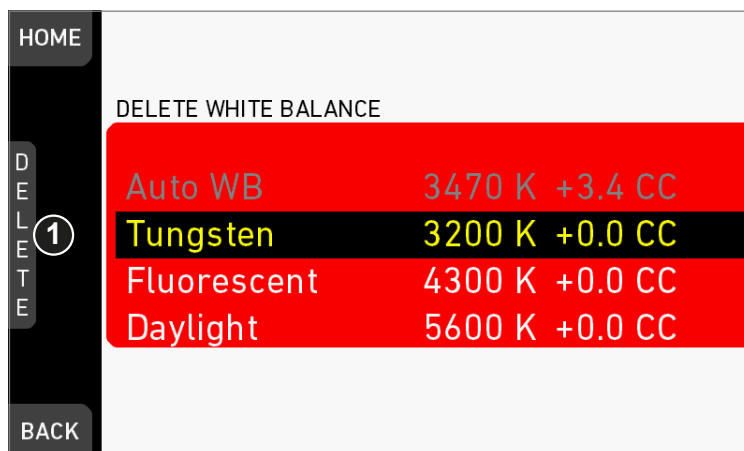 HOME
DELETE WHITE BALANCE
DELETE
1
Auto WB 3470 K +3.4 CC
Tungsten 3200 K +0.0 CC
Fluorescent 4300 K +0.0 CC
Daylight 5600 K +0.0 CC
BACK